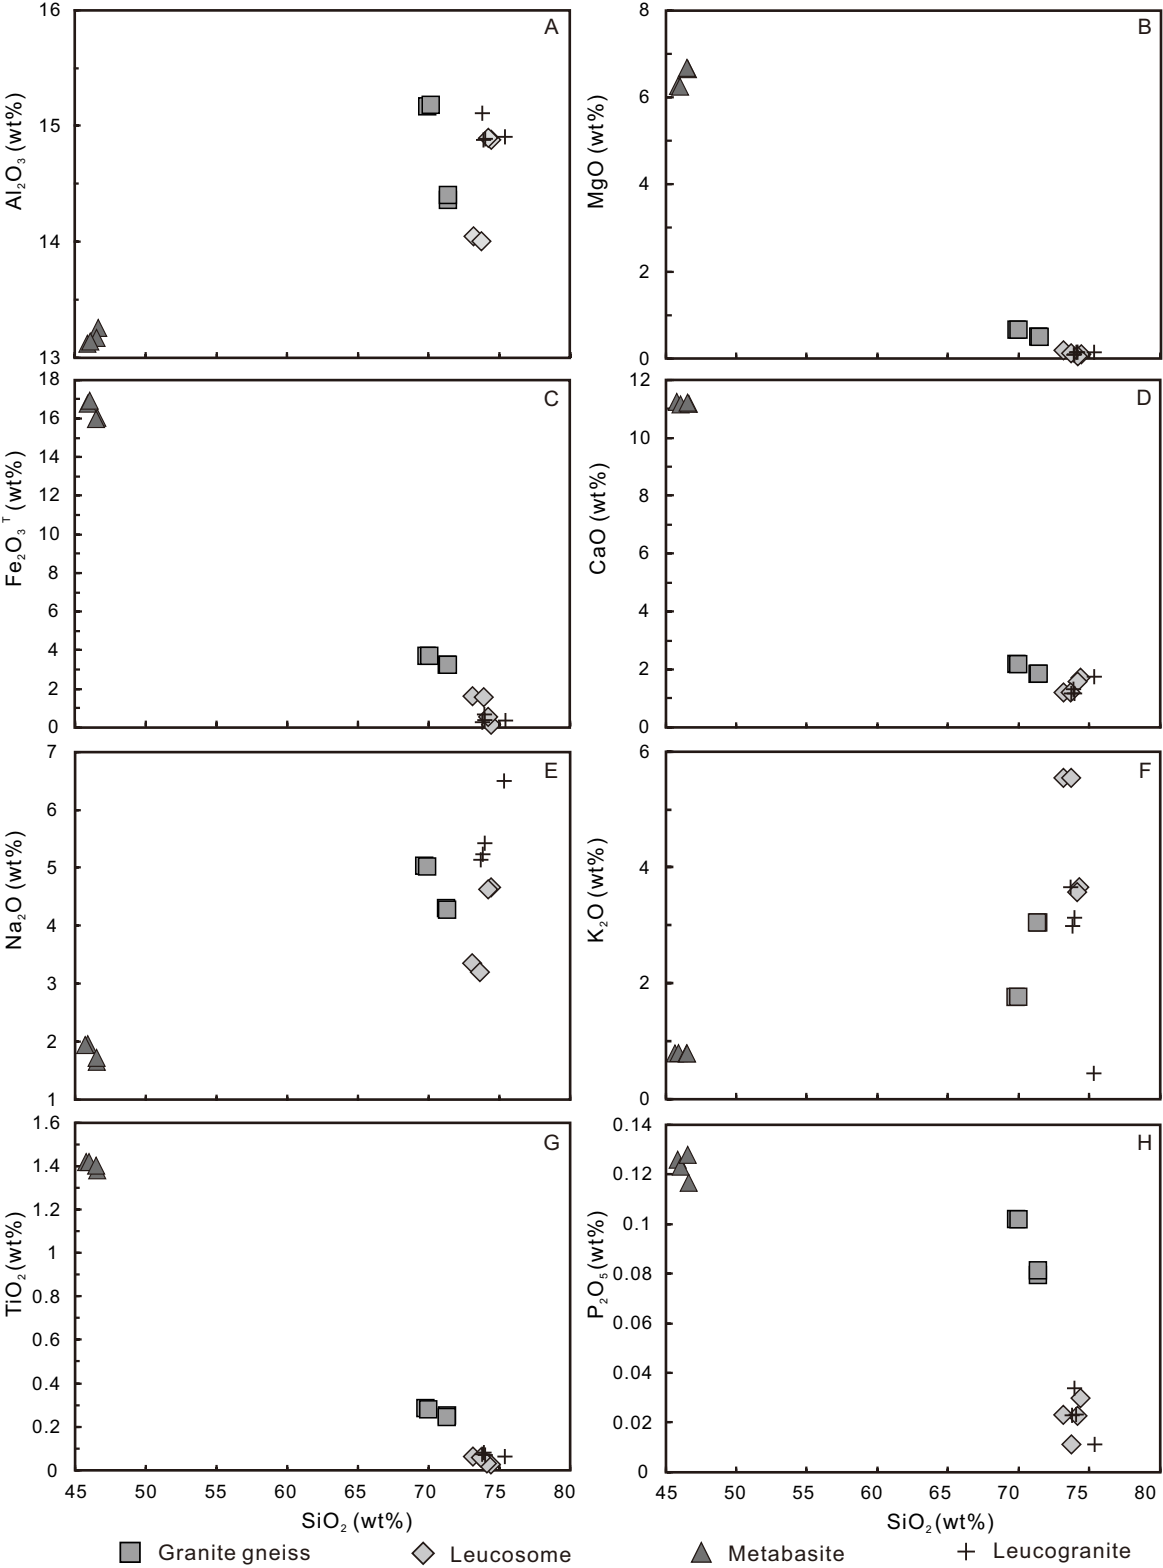 16
15
14
13
Al2O3 (wt%)
A
8
6
4
2
0
MgO (wt%)
B
18
16
14
12
10
8
6
4
2
0
Fe2O3 T (wt%)
C
12
10
8
6
4
2
0
CaO (wt%)
D
7
6
5
4
3
2
1
Na2O (wt%)
E
6
4
2
0
K2O (wt%)
F
1.6
1.4
1.2
1
0.8
0.6
0.4
0.2
0
TiO2 (wt%)
G
0.14
0.12
0.1
0.08
0.06
0.04
0.02
0
P2O5 (wt%)
H
45 50 55 60 65 70 75 80
SiO2 (wt%)
45 50 55 60 65 70 75 80
SiO2 (wt%)
Granite gneiss Leucosome Metabasite Leucogranite